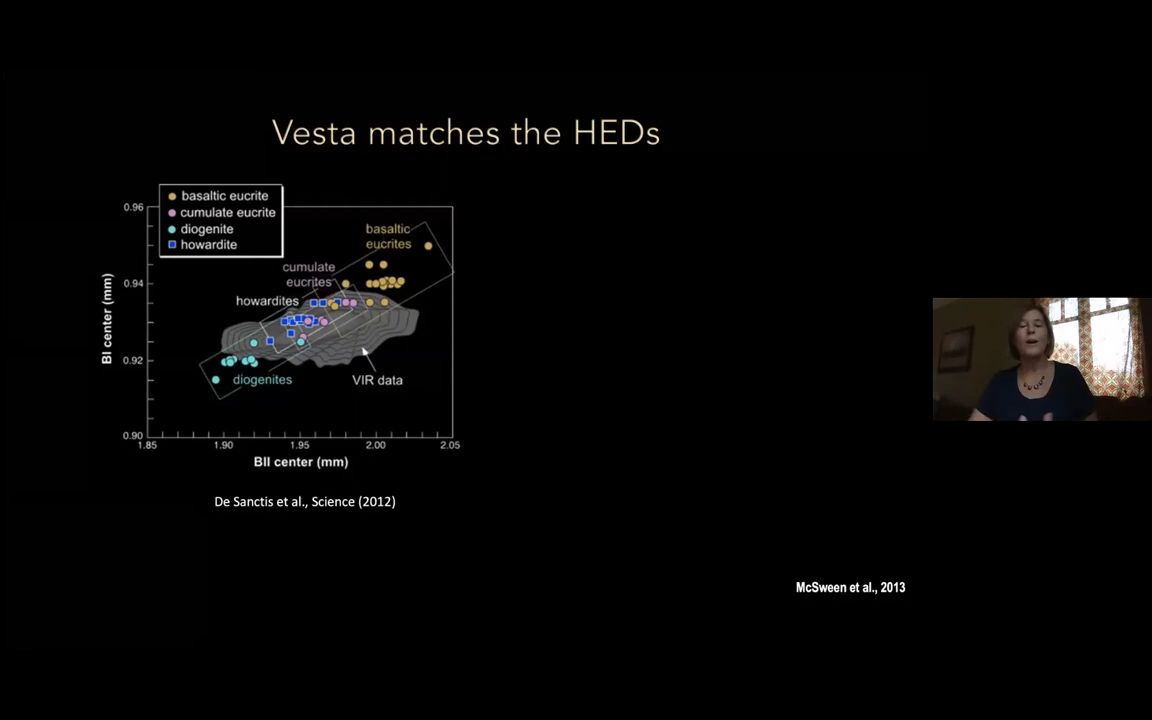 Vesta matches the HEDs
basaltic eucrite
cumulate eucrite
diogenite
howardite
0.96
0.94
0.92
0.90
BI center (mm)
basaltic
eucrites
cumulate
eucrites
howardites
diogenites
VIR data
1.85
1.90
1.95
2.00
2.05
BII center (mm)
De Sanctis et al., Science (2012)
McSween et al., 2013